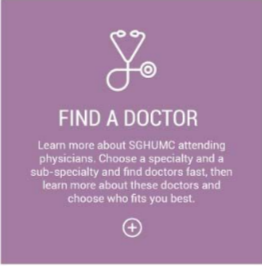 FIND A DOCTOR
Learn more about SGHUMC attending
physicians. Choose a specialty and a
sub-specialty and find doctors fast, then
learn more about these doctors and
choose who fits you best.